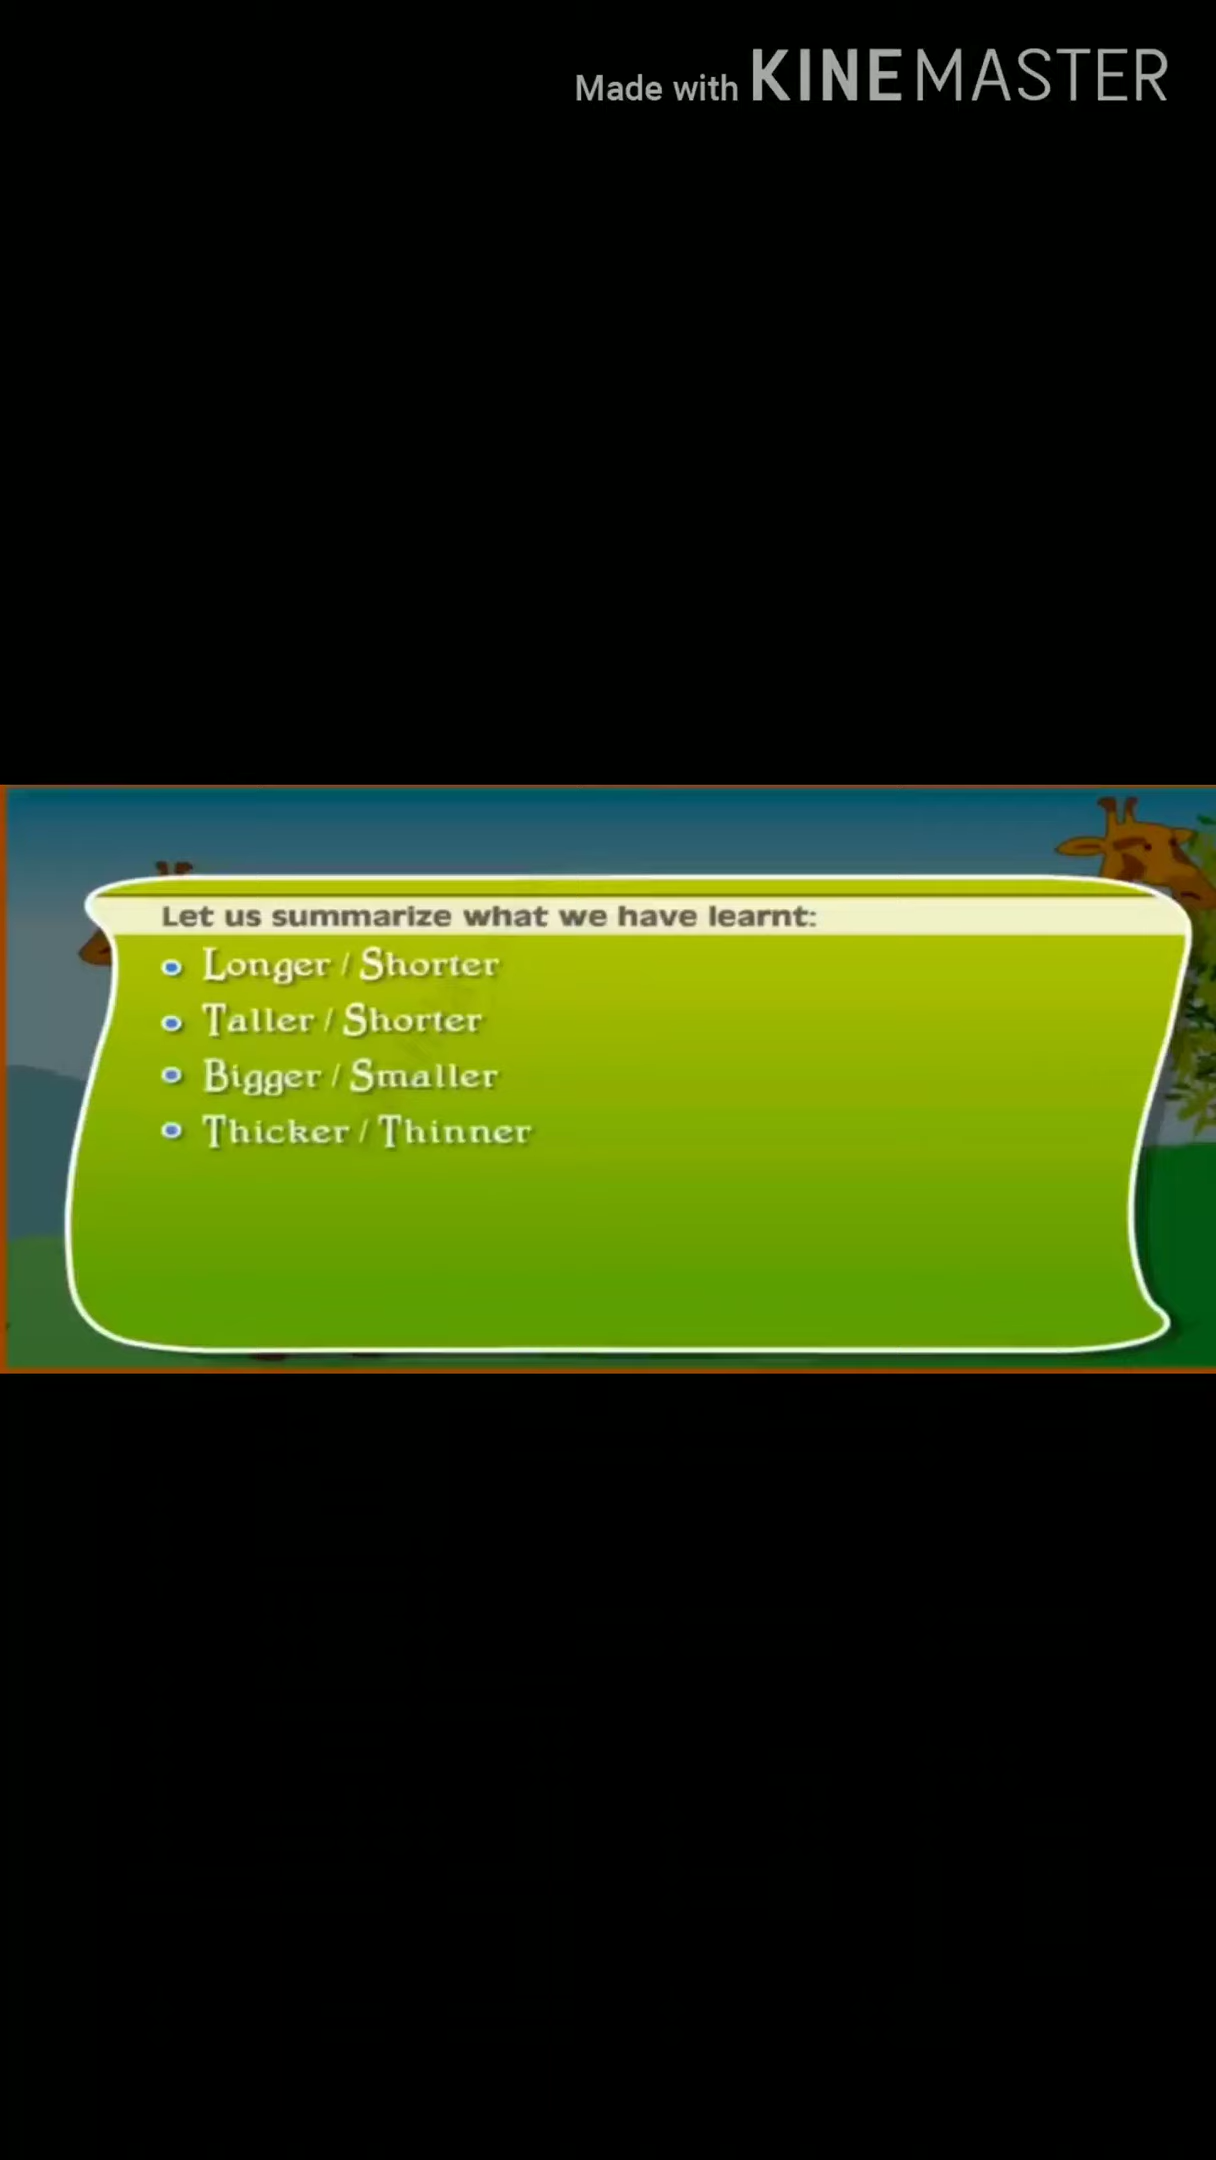 Made with KINEMASTER
Let us summarize what we have learnt:
Longer / Shorter
Taller / Shorter
Bigger / Smaller
Thicker / Thinner